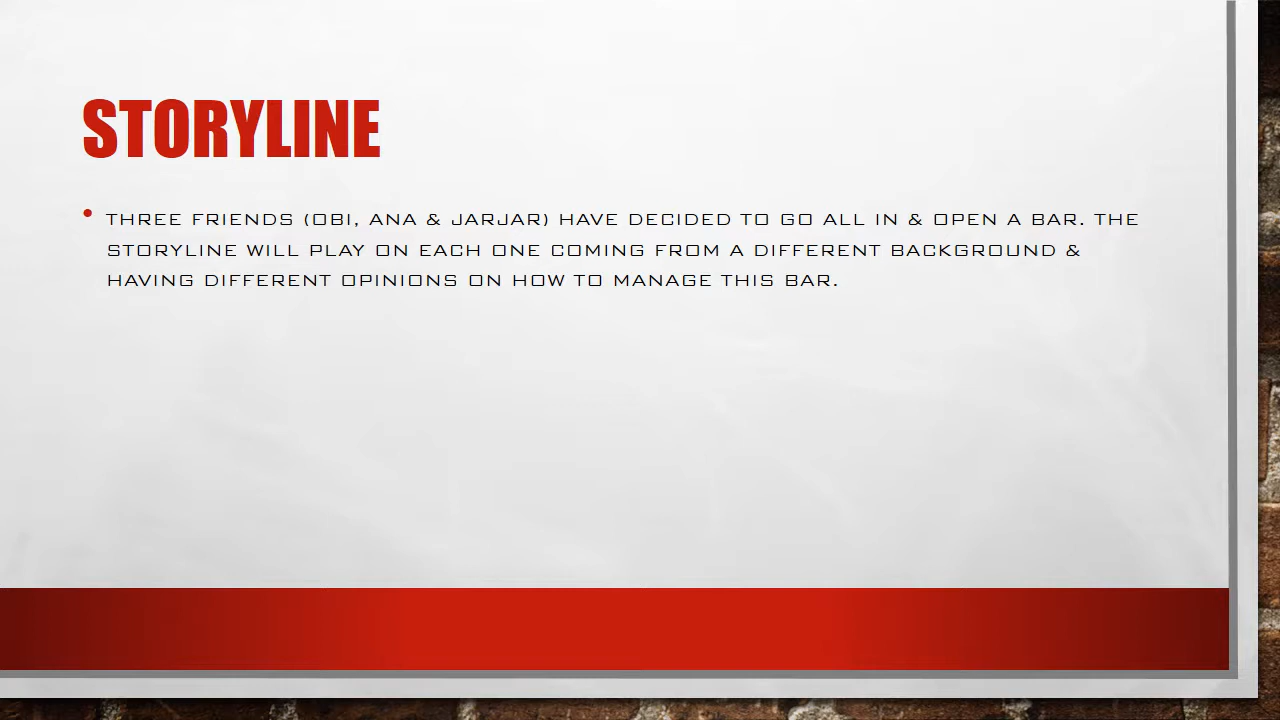 STORYLINE
• THREE FRIENDS (OBI, ANA & JARJAR) HAVE DECIDED TO GO ALL IN & OPEN A BAR. THE
STORYLINE WILL PLAY ON EACH ONE COMING FROM A DIFFERENT BACKGROUND &
HAVING DIFFERENT OPINIONS ON HOW TO MANAGE THIS BAR.